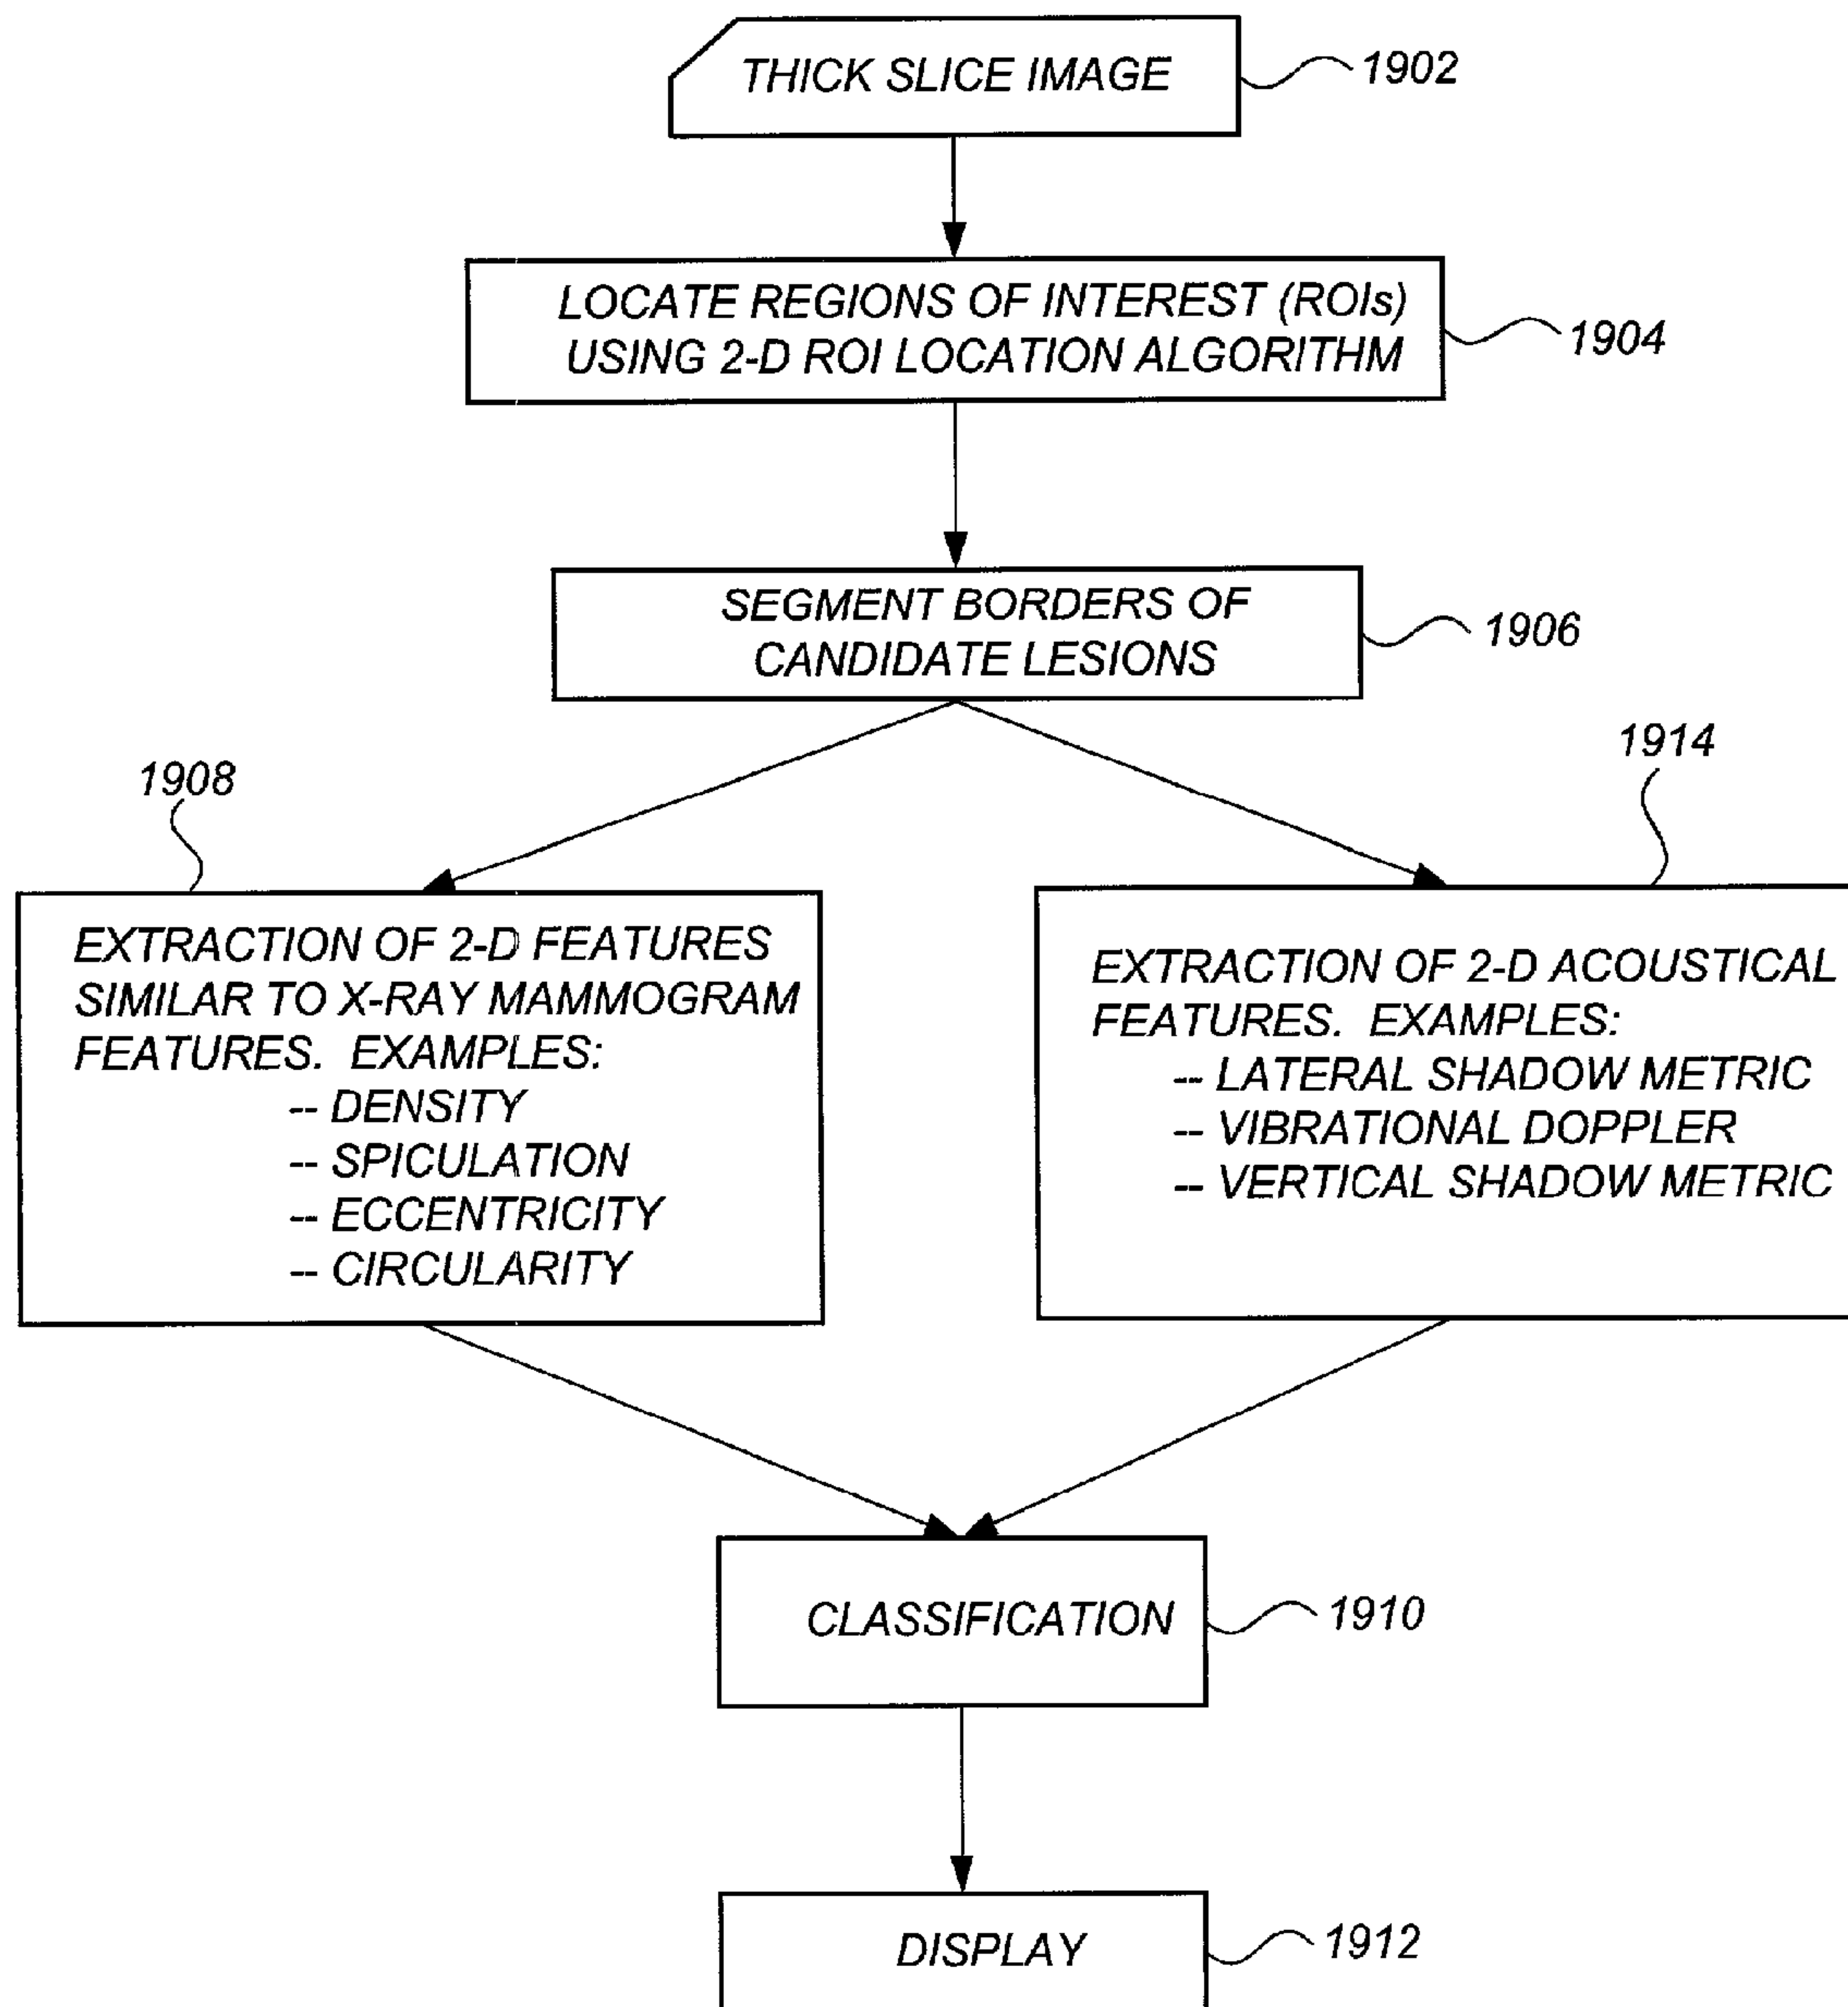 THICK SLICE IMAGE
1902
LOCATE REGIONS OF INTEREST (ROIs)
USING 2-D ROI LOCATION ALGORITHM
1904
SEGMENT BORDERS OF
CANDIDATE LESIONS
1906
1908
EXTRACTION OF 2-D FEATURES
SIMILAR TO X-RAY MAMMOGRAM
FEATURES. EXAMPLES:
-- DENSITY
-- SPICULATION
-- ECCENTRICITY
-- CIRCULARITY
1914
EXTRACTION OF 2-D ACOUSTICAL
FEATURES. EXAMPLES:
-- LATERAL SHADOW METRIC
-- VIBRATIONAL DOPPLER
-- VERTICAL SHADOW METRIC
CLASSIFICATION
1910
DISPLAY
1912